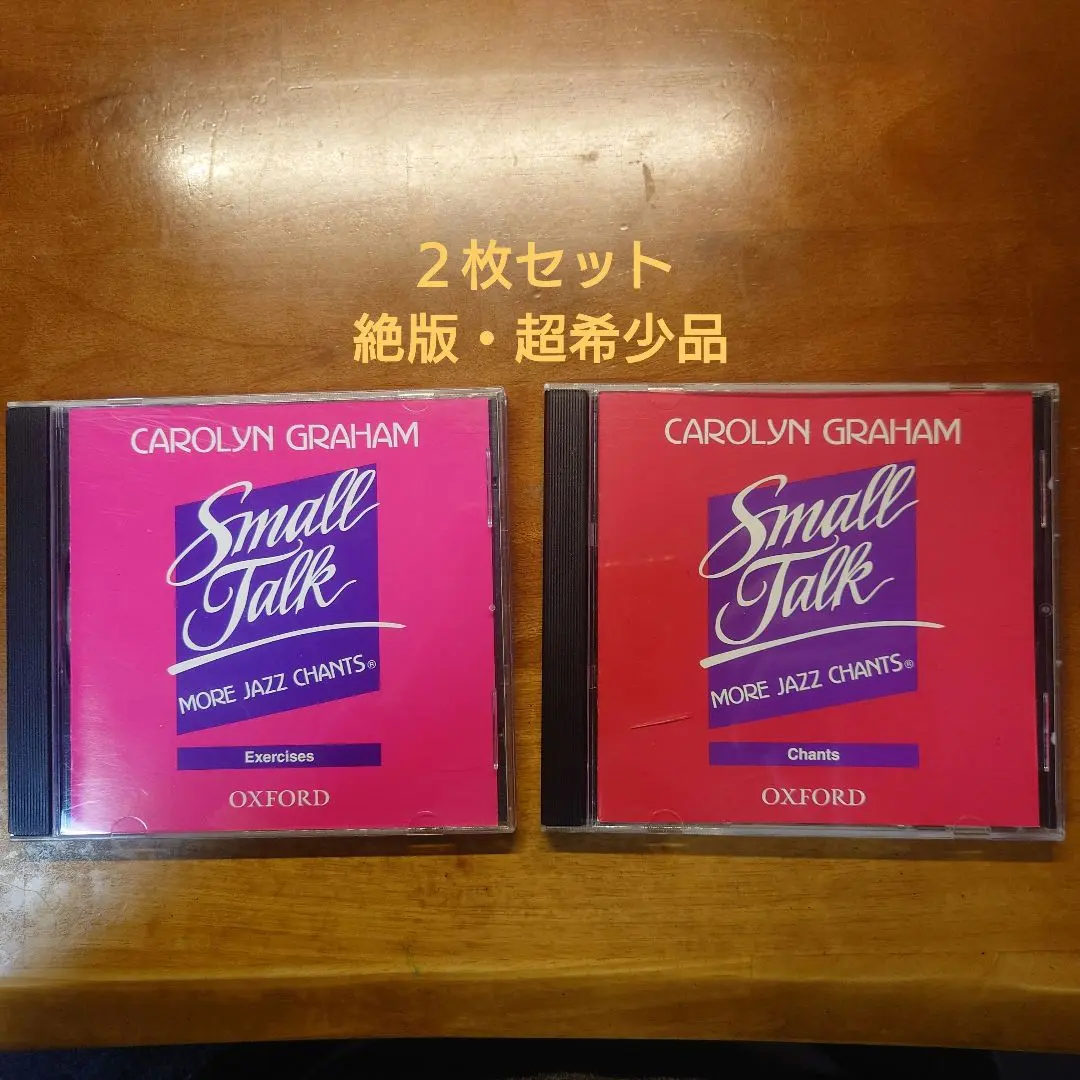 ２枚セット
絶版・超希少品
CAROLYN GRAHAM
Small
Talk
MORE JAZZ CHANTS®
Exercises
OXFORD
CAROLYN GRAHAM
Small
Talk
MORE JAZZ CHANTS®
Chants
OXFORD